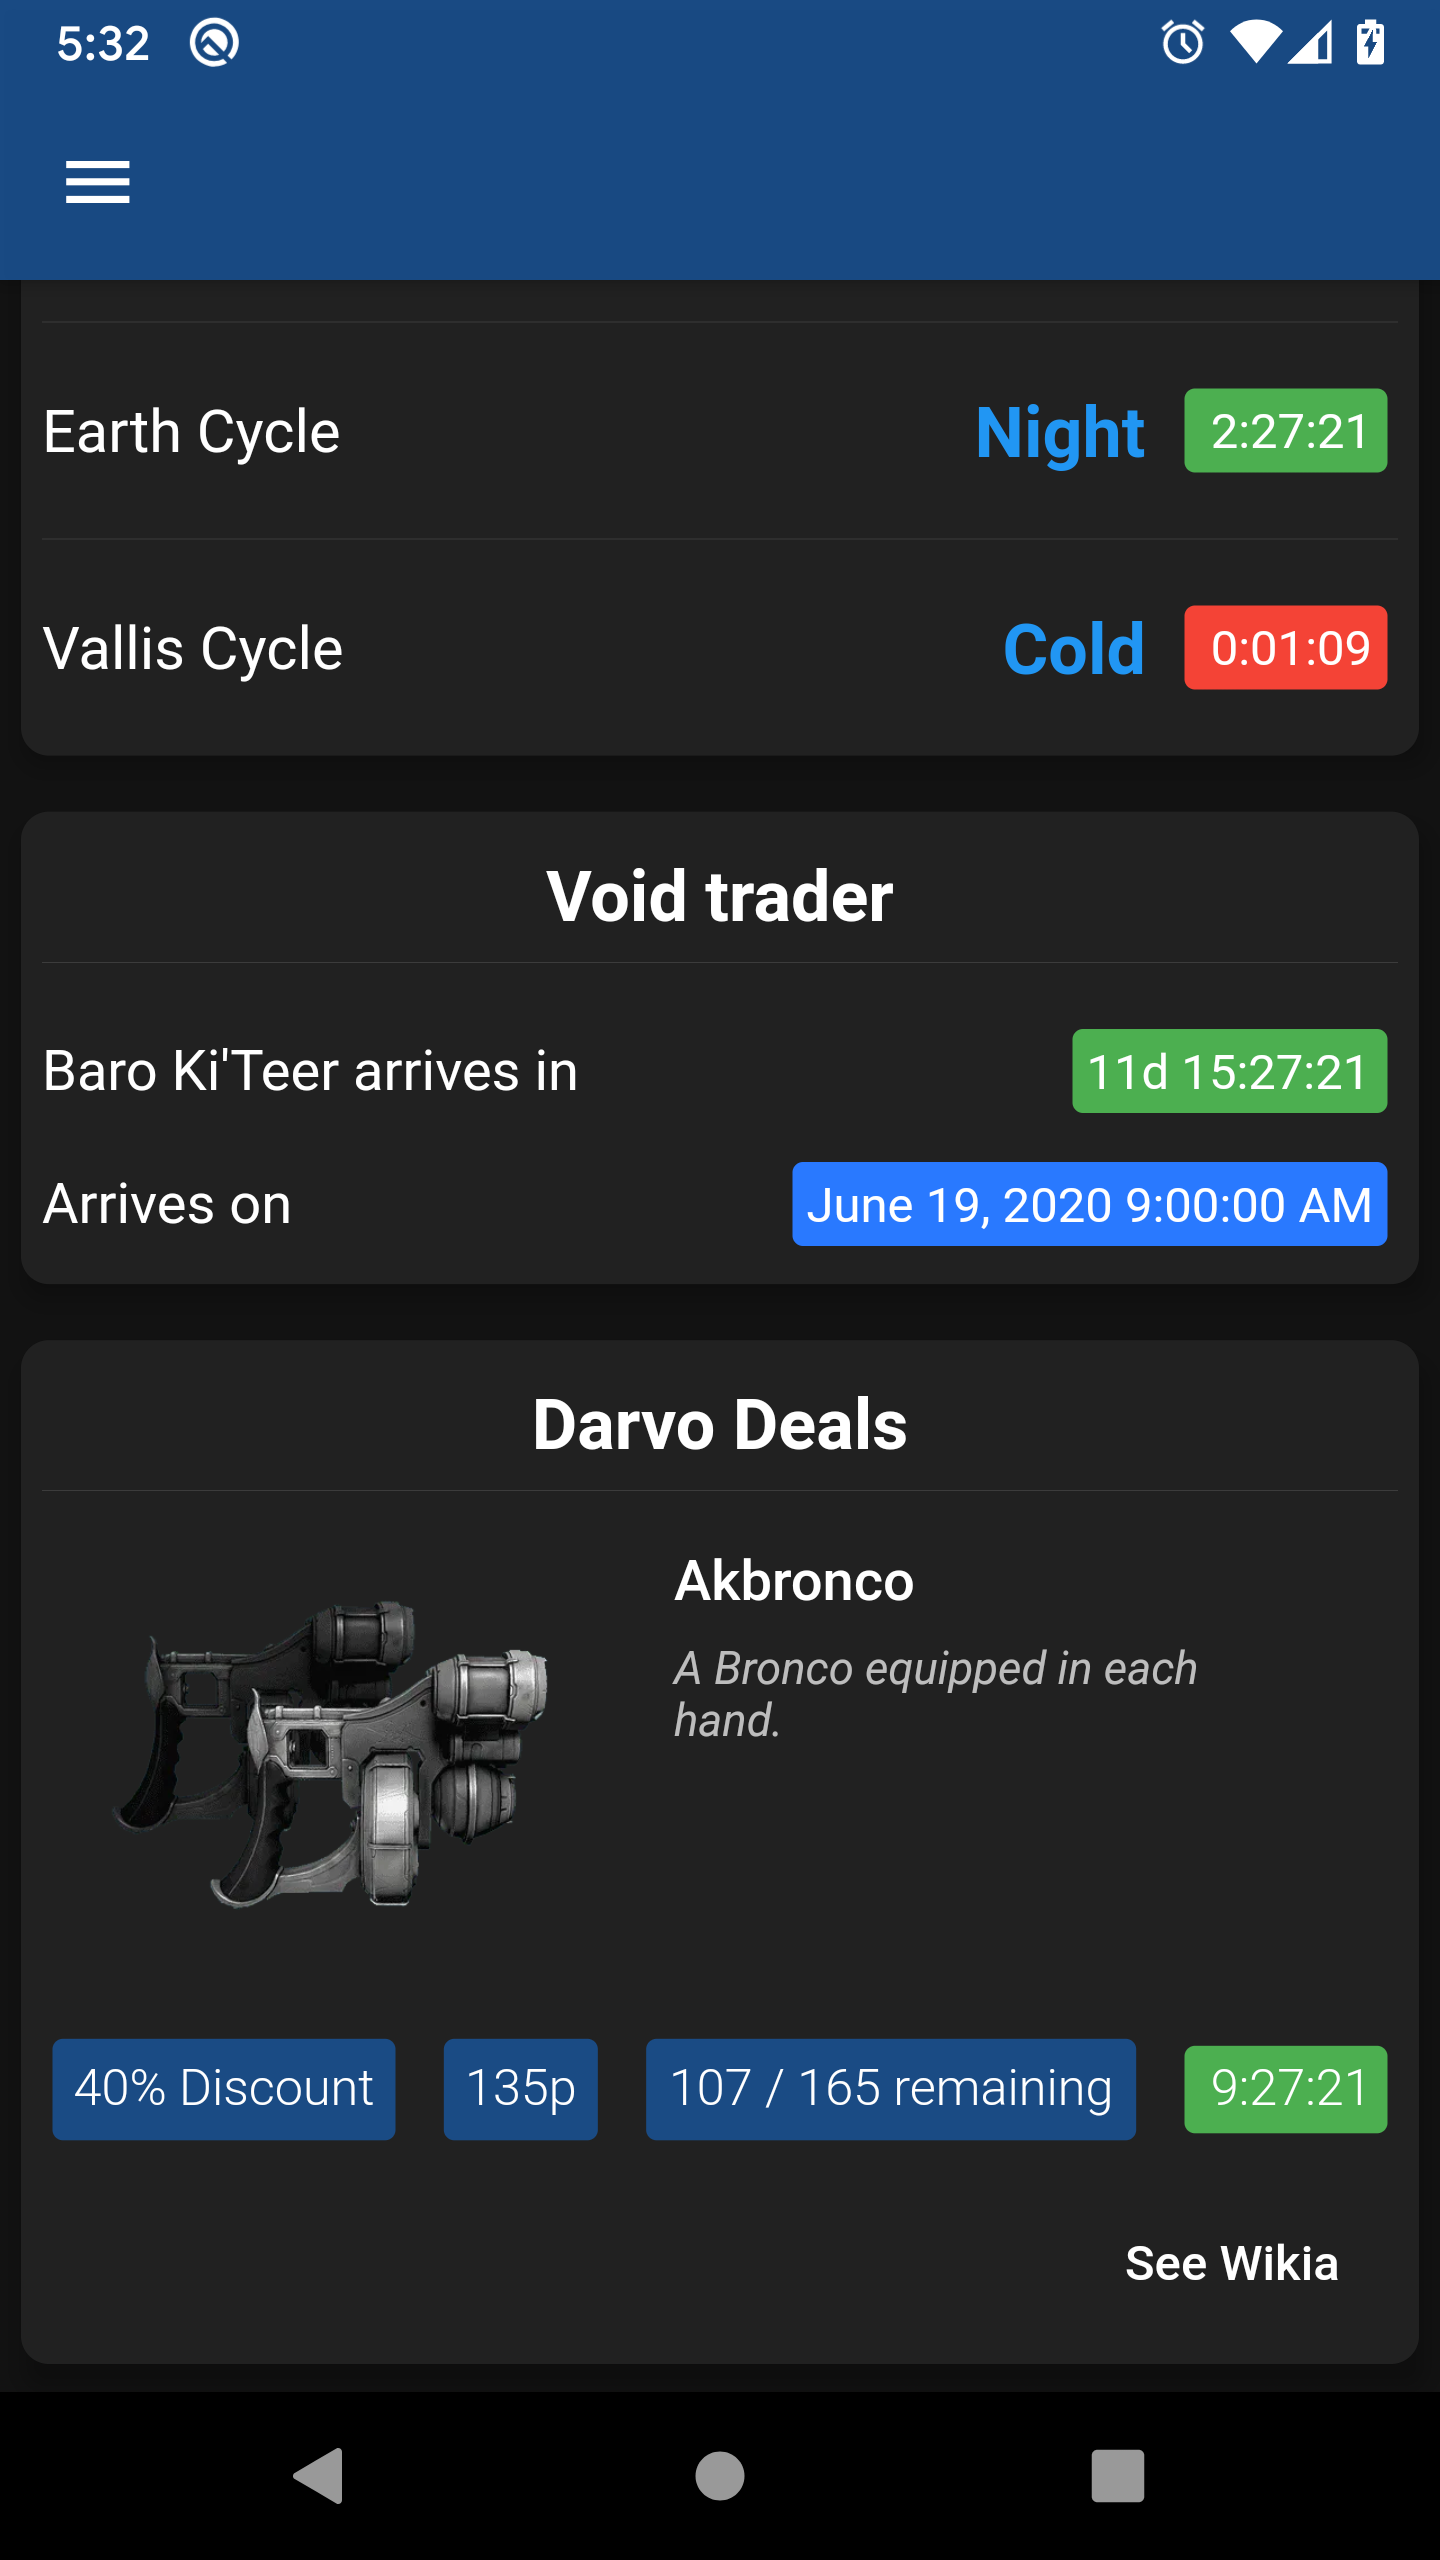 5:32
Earth Cycle Night 2:27:21
Vallis Cycle Cold 0:01:09
Void trader
Baro Ki'Teer arrives in 11d 15:27:21
Arrives on June 19, 2020 9:00:00 AM
Darvo Deals
Akbronco
A Bronco equipped in each
hand.
40% Discount 135p 107 / 165 remaining 9:27:21
See Wikia